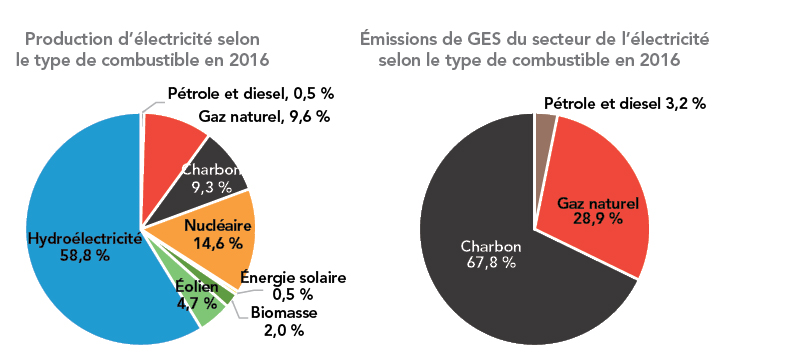 Production d’électricité selon
le type de combustible en 2016
Pétrole et diesel, 0,5 %
Gaz naturel, 9,6 %
Charbon
9,3 %
Nucléaire
14,6 %
Hydroélectricité
58,8 %
Énergie solaire
0,5 %
Éolien
4,7 %
Biomasse
2,0 %
Émissions de GES du secteur de l’électricité
selon le type de combustible en 2016
Pétrole et diesel 3,2 %
Gaz naturel
28,9 %
Charbon
67,8 %